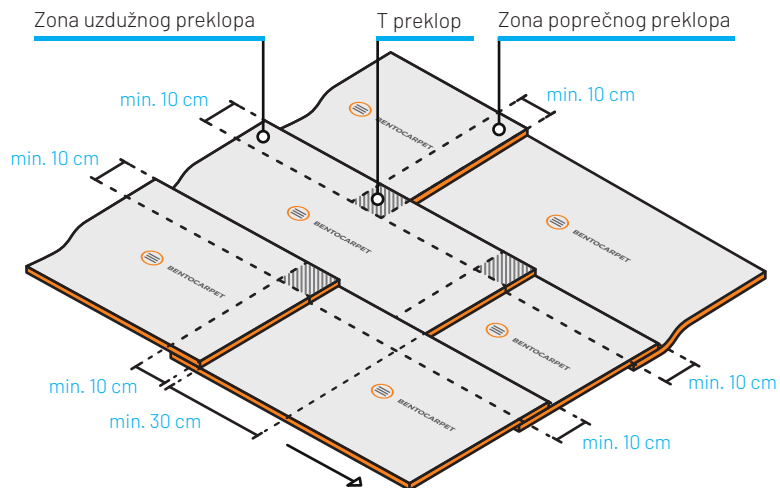 Zona uzdužnog preklopa
T preklop
Zona poprečnog preklopa
min. 10 cm
min. 10 cm
BENTOCARPET
min. 10 cm
BENTOCARPET
BENTOCARPET
BENTOCARPET
BENTOCARPET
min. 10 cm
min. 10 cm
BENTOCARPET
min. 30 cm
min. 10 cm